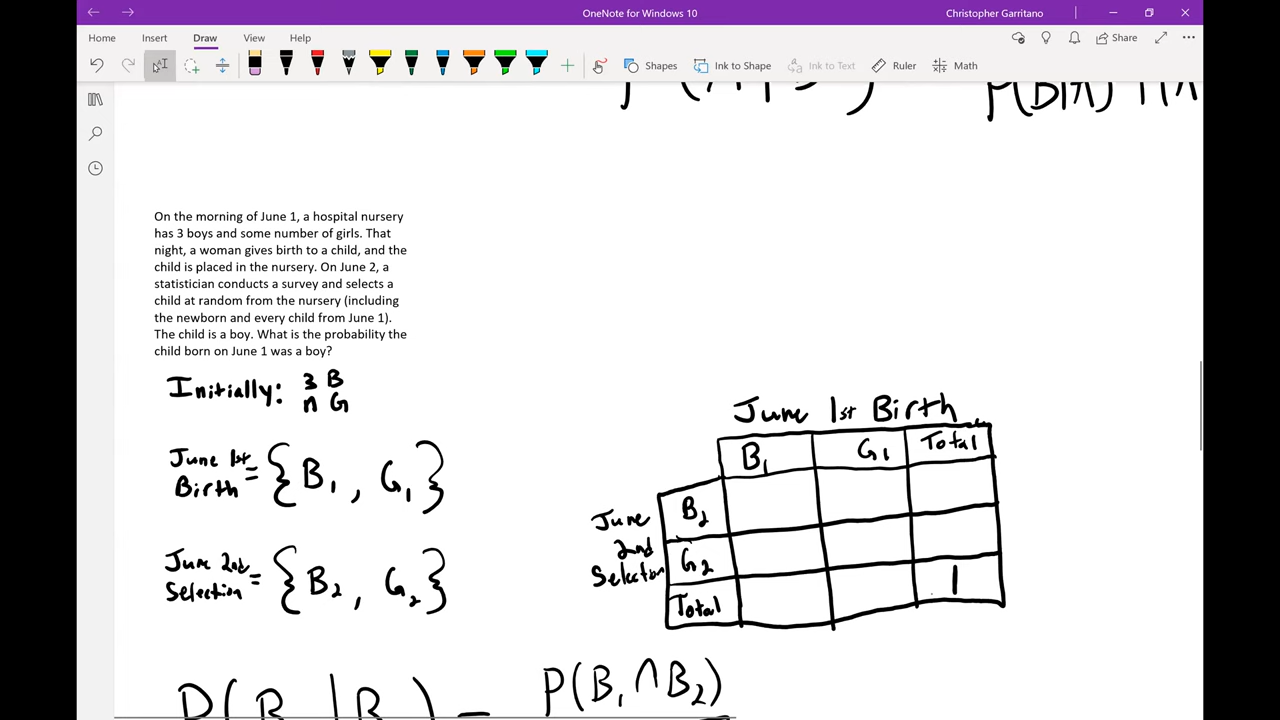 OneNote for Windows 10
Christopher Garritano
Home Insert Draw View Help
Share
Shapes Ink to Shape Ink to Text Ruler Math
P(B|A)
On the morning of June 1, a hospital nursery
has 3 boys and some number of girls. That
night, a woman gives birth to a child, and the
child is placed in the nursery. On June 2, a
statistician conducts a survey and selects a
child at random from the nursery (including
the newborn and every child from June 1).
The child is a boy. What is the probability the
child born on June 1 was a boy?
Initially: 3 B
n G
June 1st
Birth = { B₁ , G₁ }
June 2nd
Selection = { B₂ , G₂ }
June 1st Birth
B₁ G₁ Total
June
2nd
Selection
B₂
G₂
Total 1
P(B₁ ∩ B₂)